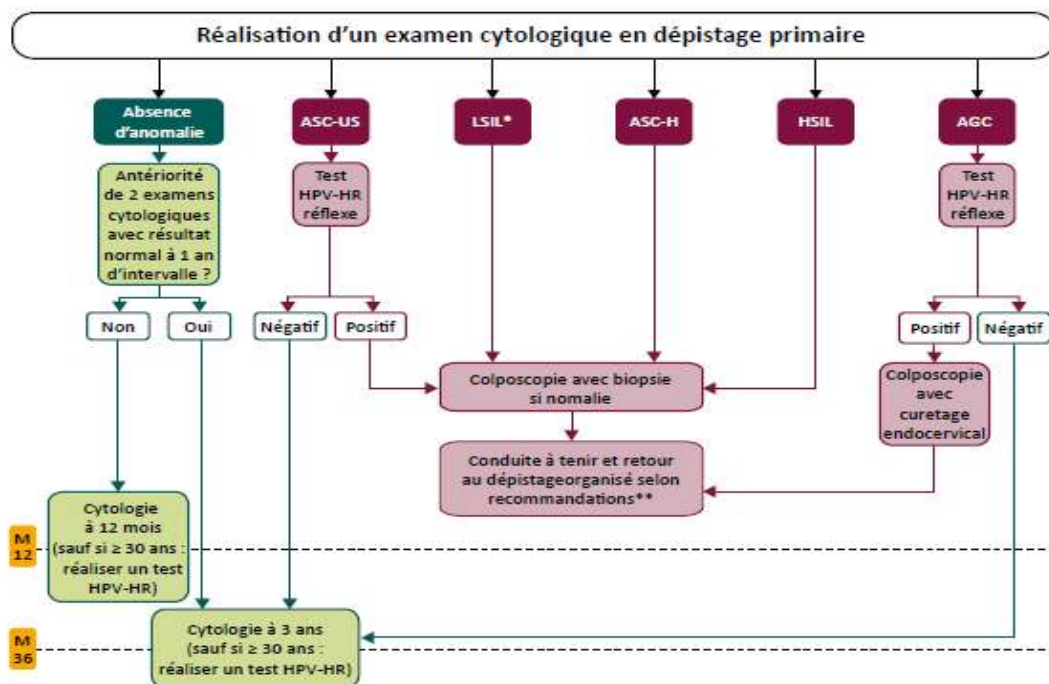 Réalisation d'un examen cytologique en dépistage primaire
Absence
d'anomalie
ASC-US
LSIL*
ASC-H
HSIL
AGC
Antériorité
de 2 examens
cytologiques
avec résultat
normal à 1 an
d'intervalle ?
Test
HPV-HR
réflexe
Test
HPV-HR
réflexe
Non
Oui
Négatif
Positif
Positif
Négatif
Colposcopie avec biopsie
si nomalie
Colposcopie
avec
curetage
endocervical
Conduite à tenir et retour
au dépistageorganisé selon
recommandations**
M
12
Cytologie
à 12 mois
(sauf si ≥ 30 ans :
réaliser un test
HPV-HR)
M
36
Cytologie à 3 ans
(sauf si ≥ 30 ans :
réaliser un test HPV-HR)